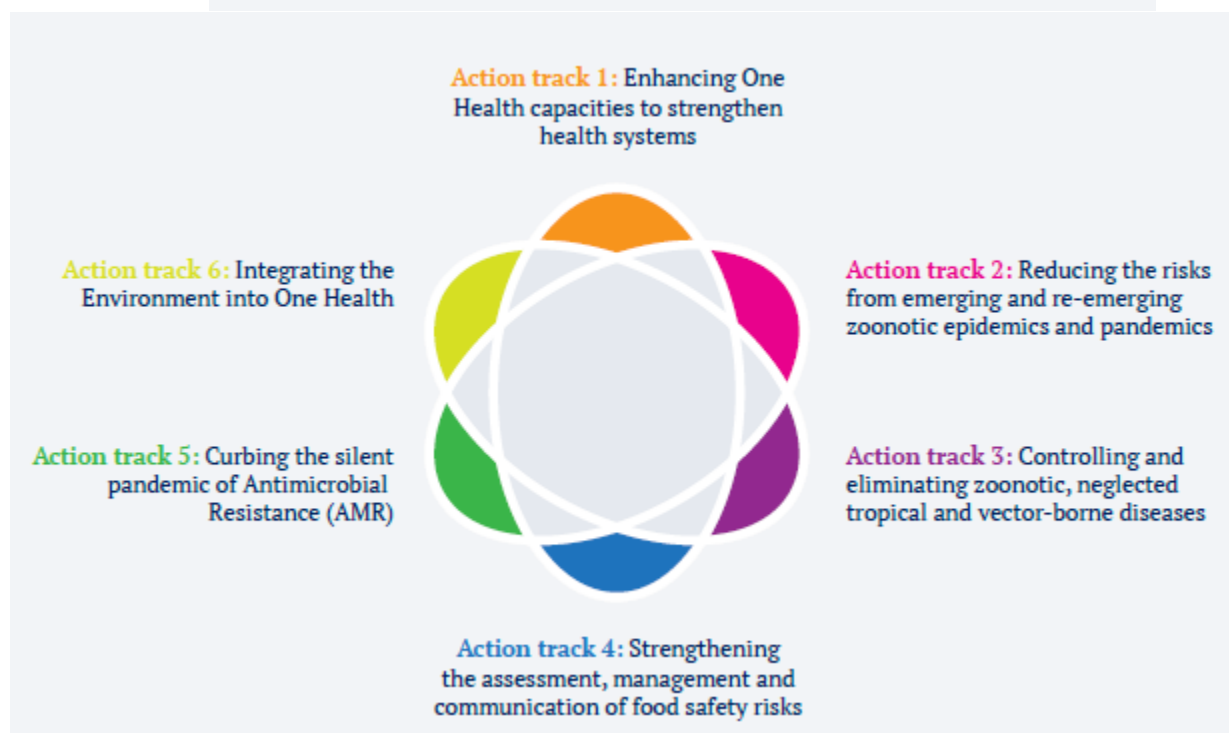 Action track 1: Enhancing One
Health capacities to strengthen
health systems
Action track 2: Reducing the risks
from emerging and re-emerging
zoonotic epidemics and pandemics
Action track 3: Controlling and
eliminating zoonotic, neglected
tropical and vector-borne diseases
Action track 4: Strengthening
the assessment, management and
communication of food safety risks
Action track 5: Curbing the silent
pandemic of Antimicrobial
Resistance (AMR)
Action track 6: Integrating the
Environment into One Health